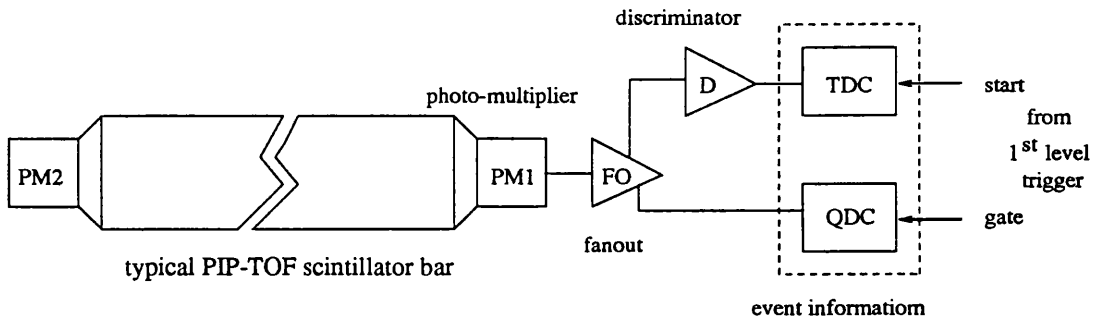 discriminator
D
TDC
start
photo-multiplier
from
1st level
trigger
PM2
PM1
FO
QDC
gate
fanout
typical PIP-TOF scintillator bar
event informatiom